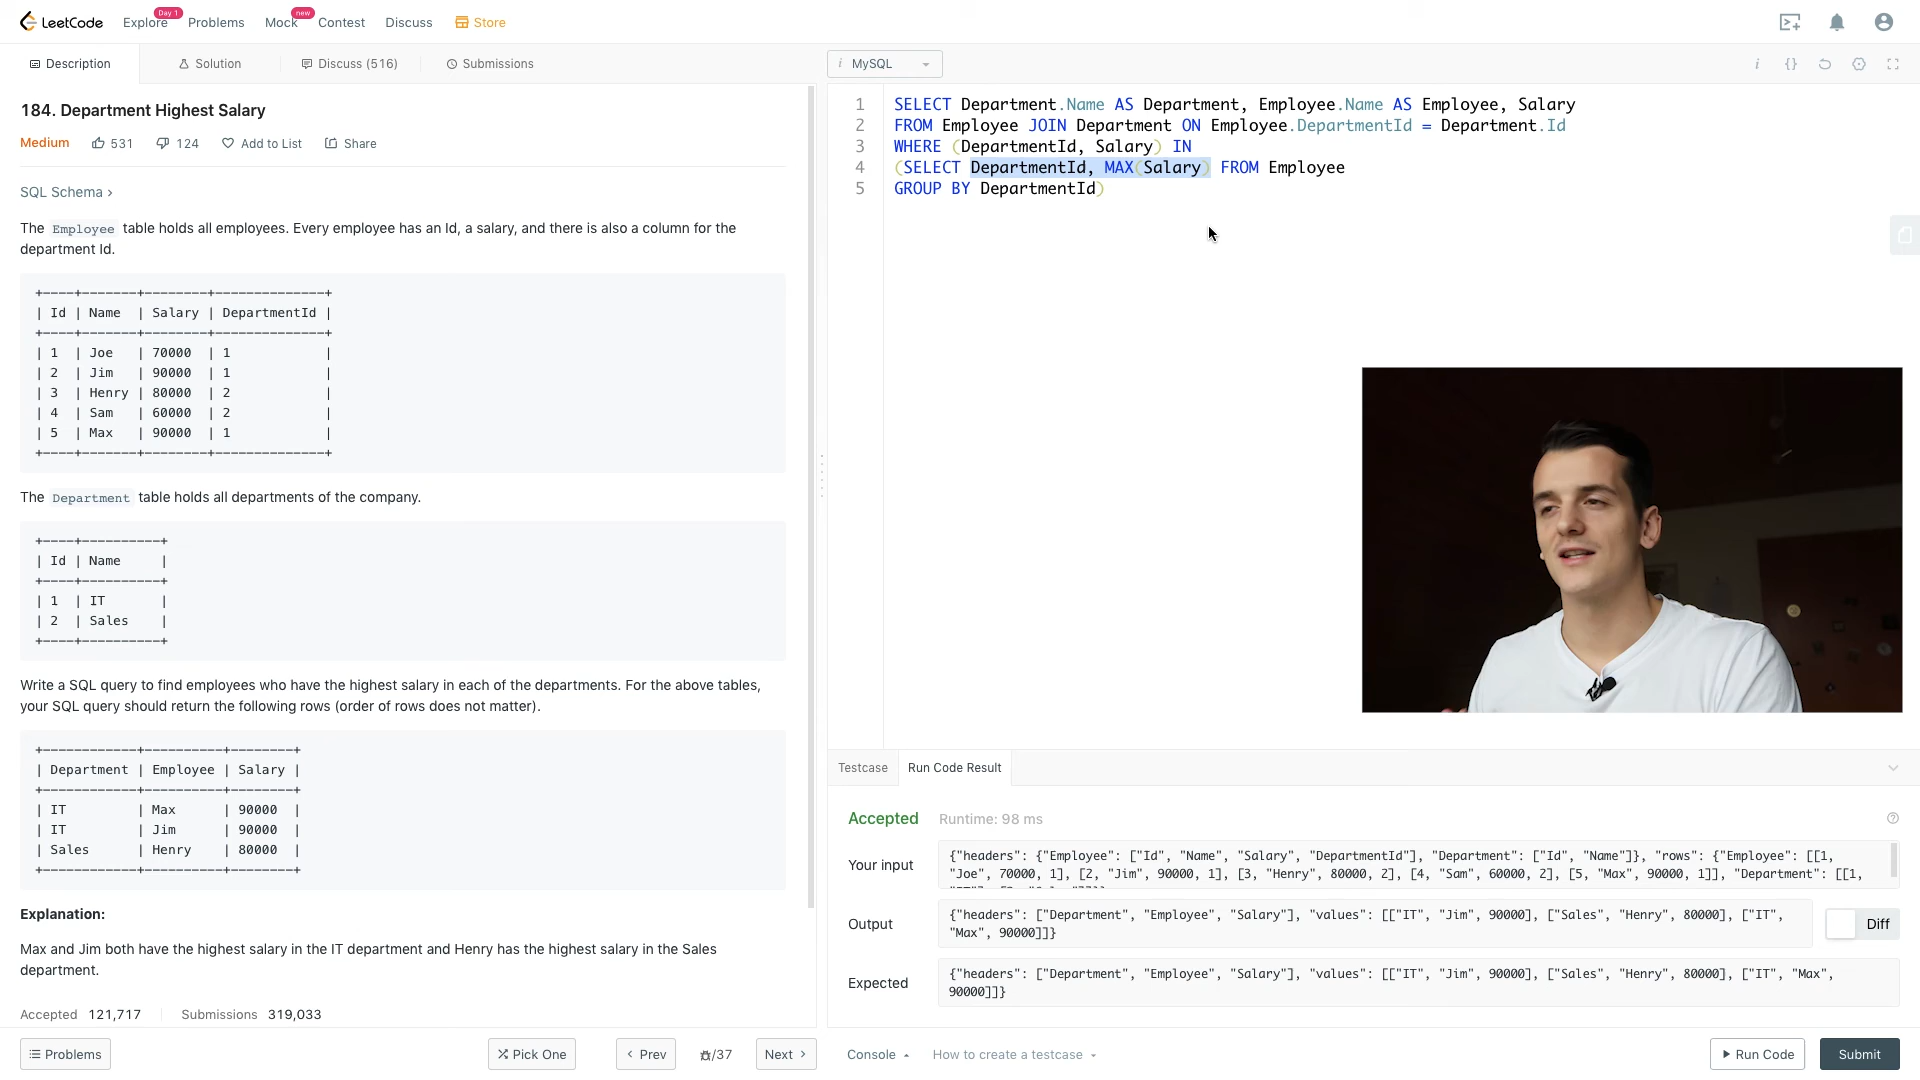 LeetCode Explore Day 1 Problems Mock new Contest Discuss Store
Description Solution Discuss (516) Submissions
MySQL
184. Department Highest Salary
Medium 531 124 Add to List Share
SQL Schema >
The Employee table holds all employees. Every employee has an Id, a salary, and there is also a column for the
department Id.
+----+-------+--------+--------------+
| Id | Name  | Salary | DepartmentId |
+----+-------+--------+--------------+
| 1  | Joe   | 70000  | 1            |
| 2  | Jim   | 90000  | 1            |
| 3  | Henry | 80000  | 2            |
| 4  | Sam   | 60000  | 2            |
| 5  | Max   | 90000  | 1            |
+----+-------+--------+--------------+
The Department table holds all departments of the company.
+----+----------+
| Id | Name     |
+----+----------+
| 1  | IT       |
| 2  | Sales    |
+----+----------+
Write a SQL query to find employees who have the highest salary in each of the departments. For the above tables,
your SQL query should return the following rows (order of rows does not matter).
+------------+----------+--------+
| Department | Employee | Salary |
+------------+----------+--------+
| IT         | Max      | 90000  |
| IT         | Jim      | 90000  |
| Sales      | Henry    | 80000  |
+------------+----------+--------+
Explanation:
Max and Jim both have the highest salary in the IT department and Henry has the highest salary in the Sales
department.
Accepted 121,717 Submissions 319,033
Problems Pick One < Prev /37 Next >
1 SELECT Department.Name AS Department, Employee.Name AS Employee, Salary
2 FROM Employee JOIN Department ON Employee.DepartmentId = Department.Id
3 WHERE (DepartmentId, Salary) IN
4 (SELECT DepartmentId, MAX(Salary) FROM Employee
5 GROUP BY DepartmentId)
Testcase Run Code Result
Accepted Runtime: 98 ms
Your input
{"headers": {"Employee": ["Id", "Name", "Salary", "DepartmentId"], "Department": ["Id", "Name"]}, "rows": {"Employee": [[1,
"Joe", 70000, 1], [2, "Jim", 90000, 1], [3, "Henry", 80000, 2], [4, "Sam", 60000, 2], [5, "Max", 90000, 1]], "Department": [[1,
Output
{"headers": ["Department", "Employee", "Salary"], "values": [["IT", "Jim", 90000], ["Sales", "Henry", 80000], ["IT",
"Max", 90000]]}
Diff
Expected
{"headers": ["Department", "Employee", "Salary"], "values": [["IT", "Jim", 90000], ["Sales", "Henry", 80000], ["IT", "Max",
90000]]}
Console How to create a testcase Run Code Submit